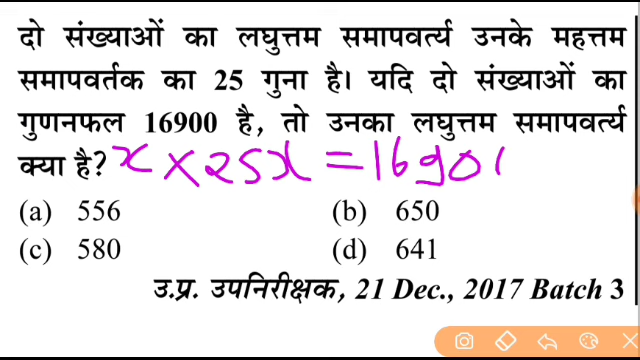 दो संख्याओं का लघुत्तम समापवर्त्य उनके महत्तम
समापवर्तक का 25 गुना है। यदि दो संख्याओं का
गुणनफल 16900 है, तो उनका लघुत्तम समापवर्त्य
क्या है? x × 25x = 1690
(a) 556 (b) 650
(c) 580 (d) 641
उ.प्र. उपनिरीक्षक, 21 Dec., 2017 Batch 3